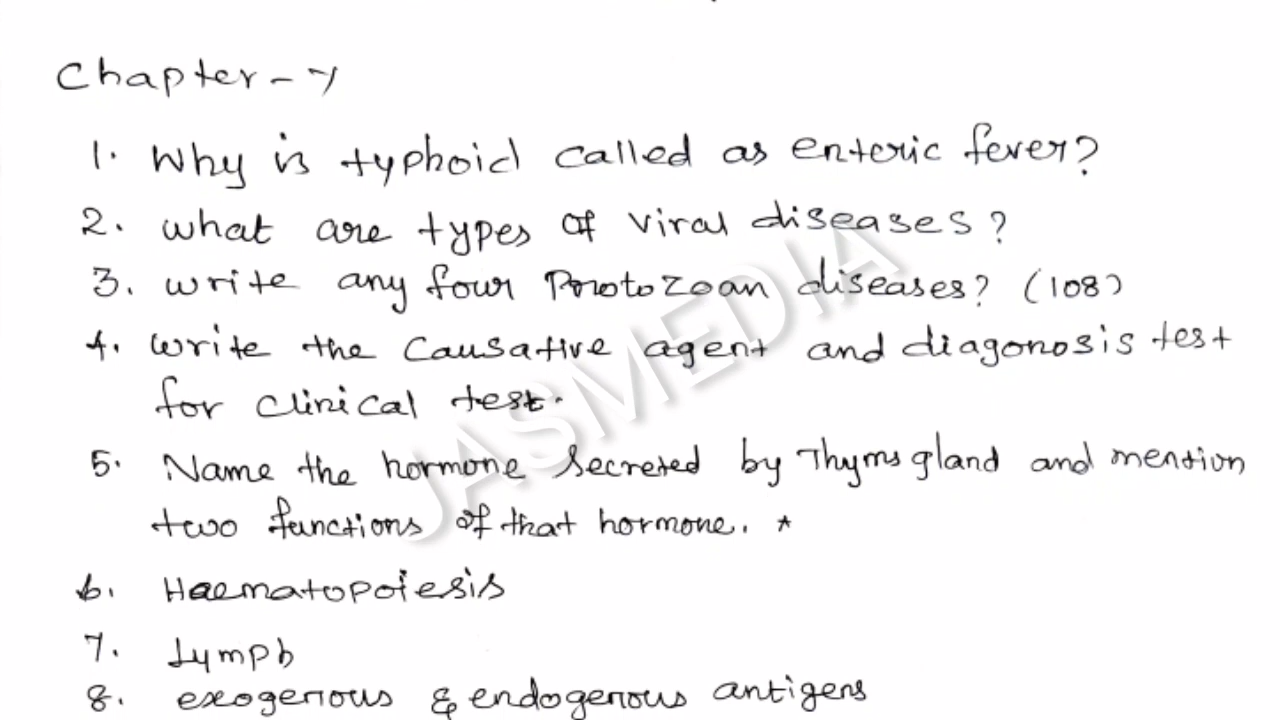 Chapter - 7
1. Why is typhoid called as enteric fever?
2. what are types of viral diseases?
3. write any four Protozoan diseases? (108)
4. write the causative agent and diagonosis test
for clinical test.
5. Name the hormone secreted by Thyms gland and mention
two functions of that hormone. *
6. Haematopoiesis
7. Lymph
8. exogenous & endogenous antigens
JASMEDIA